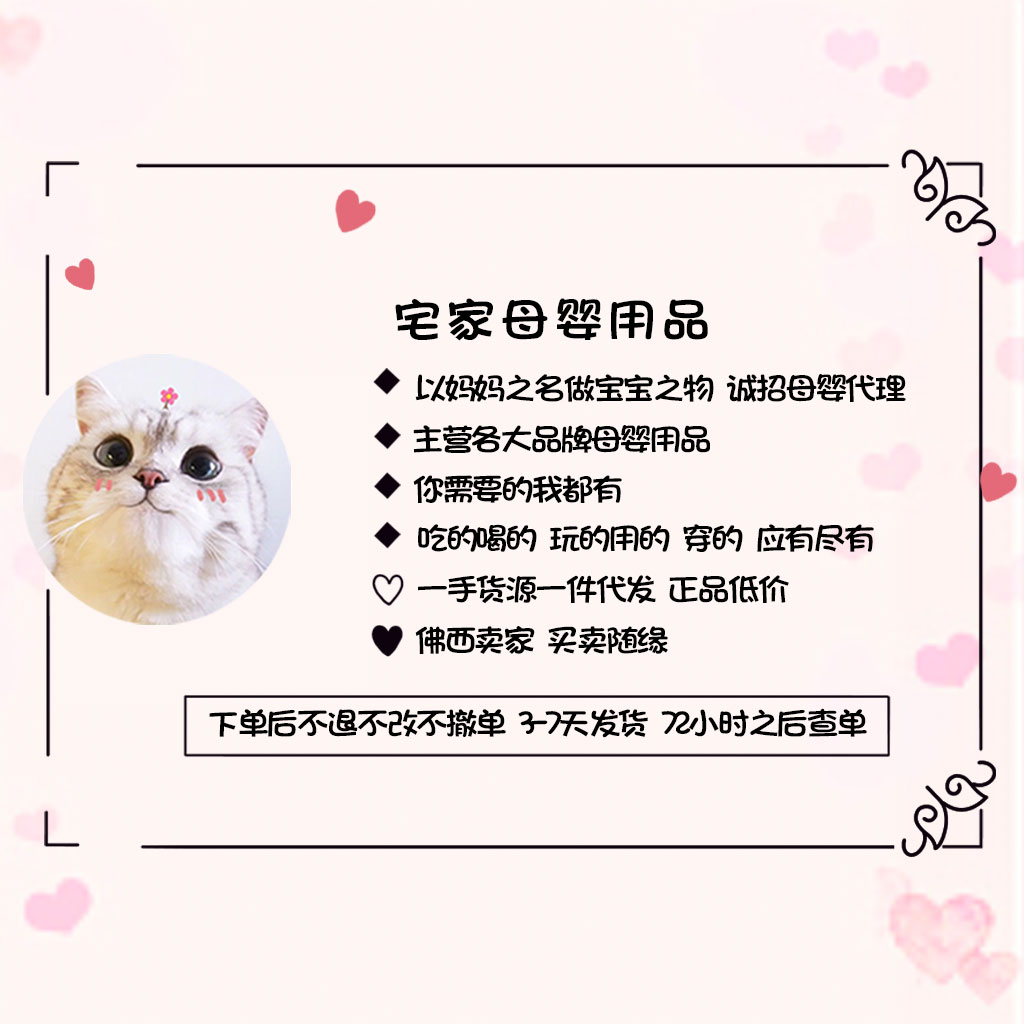 宅家母婴用品
以妈妈之名做宝宝之物 诚招母婴代理
主营各大品牌母婴用品
你需要的我都有
吃的喝的 玩的用的 穿的 应有尽有
一手货源一件代发 正品低价
佛西卖家 买卖随缘
下单后不退不改不撤单 3-7天发货 72小时之后查单